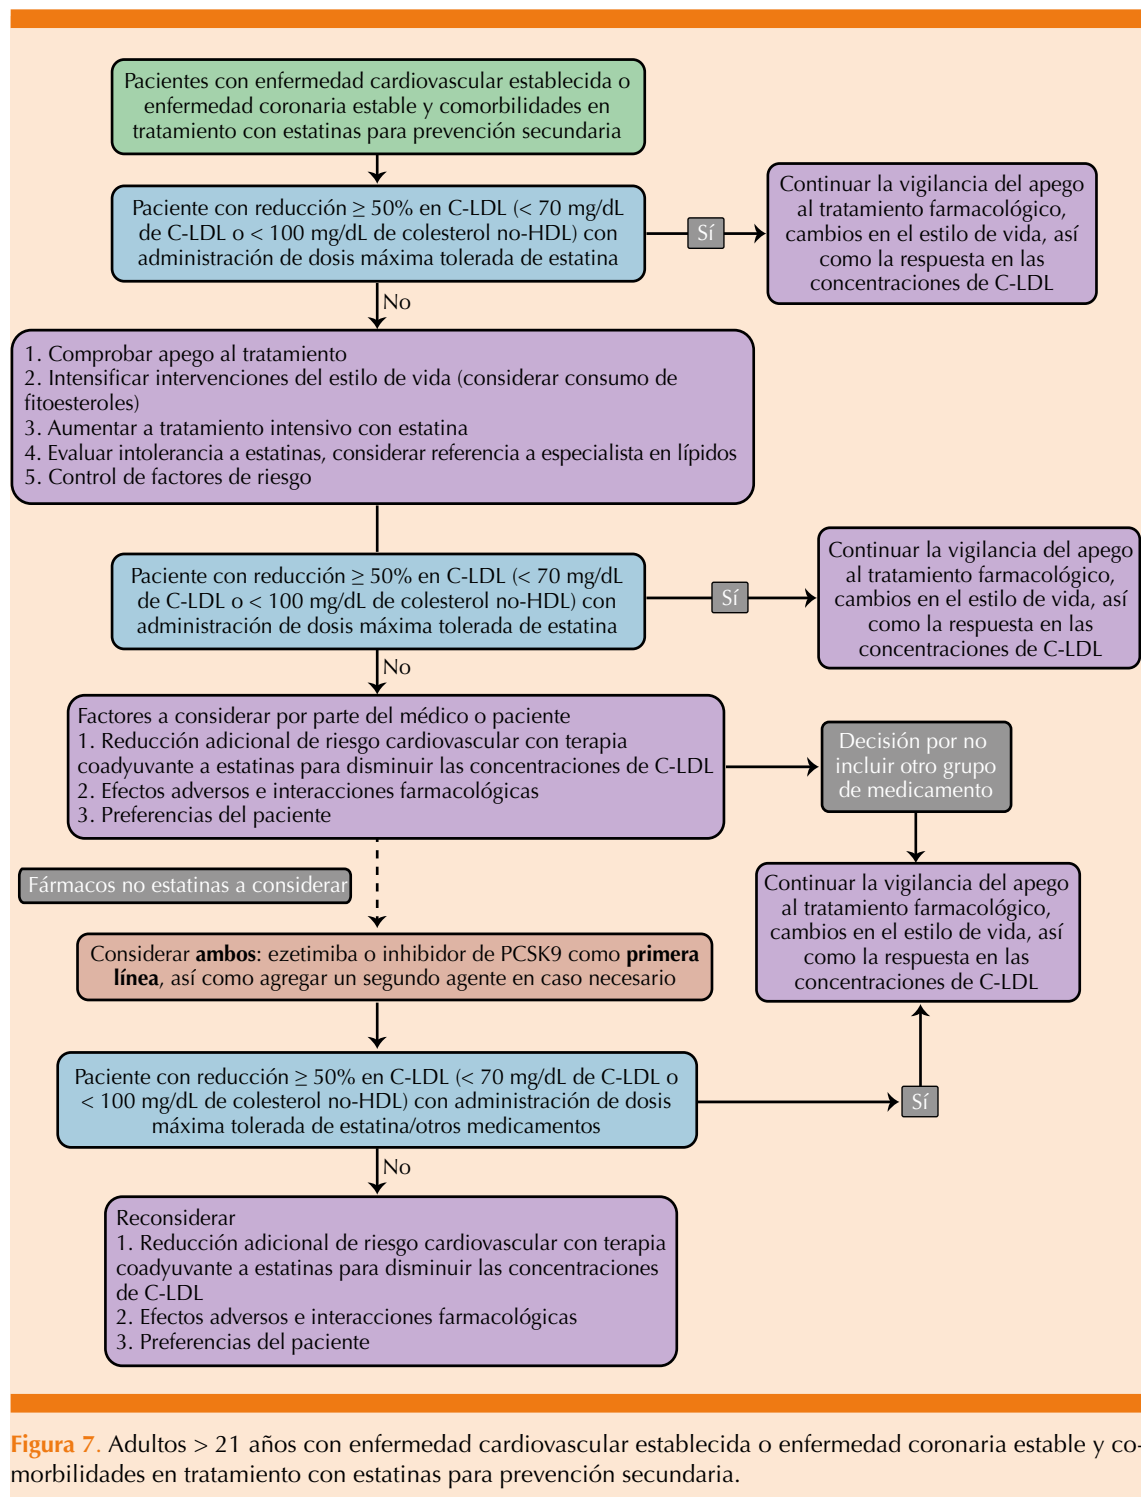 Pacientes con enfermedad cardiovascular establecida o
enfermedad coronaria estable y comorbilidades en
tratamiento con estatinas para prevención secundaria
Paciente con reducción ≥ 50% en C-LDL (< 70 mg/dL
de C-LDL o < 100 mg/dL de colesterol no-HDL) con
administración de dosis máxima tolerada de estatina
Sí
Continuar la vigilancia del apego
al tratamiento farmacológico,
cambios en el estilo de vida, así
como la respuesta en las
concentraciones de C-LDL
No
1. Comprobar apego al tratamiento
2. Intensificar intervenciones del estilo de vida (considerar consumo de
fitoesteroles)
3. Aumentar a tratamiento intensivo con estatina
4. Evaluar intolerancia a estatinas, considerar referencia a especialista en lípidos
5. Control de factores de riesgo
Paciente con reducción ≥ 50% en C-LDL (< 70 mg/dL
de C-LDL o < 100 mg/dL de colesterol no-HDL) con
administración de dosis máxima tolerada de estatina
Sí
Continuar la vigilancia del apego
al tratamiento farmacológico,
cambios en el estilo de vida, así
como la respuesta en las
concentraciones de C-LDL
No
Factores a considerar por parte del médico o paciente
1. Reducción adicional de riesgo cardiovascular con terapia
coadyuvante a estatinas para disminuir las concentraciones de C-LDL
2. Efectos adversos e interacciones farmacológicas
3. Preferencias del paciente
Decisión por no
incluir otro grupo
de medicamento
Fármacos no estatinas a considerar
Continuar la vigilancia del apego
al tratamiento farmacológico,
cambios en el estilo de vida, así
como la respuesta en las
concentraciones de C-LDL
Considerar ambos: ezetimiba o inhibidor de PCSK9 como primera
línea, así como agregar un segundo agente en caso necesario
Paciente con reducción ≥ 50% en C-LDL (< 70 mg/dL de C-LDL o
< 100 mg/dL de colesterol no-HDL) con administración de dosis
máxima tolerada de estatina/otros medicamentos
Sí
No
Reconsiderar
1. Reducción adicional de riesgo cardiovascular con terapia
coadyuvante a estatinas para disminuir las concentraciones
de C-LDL
2. Efectos adversos e interacciones farmacológicas
3. Preferencias del paciente
Figura 7. Adultos > 21 años con enfermedad cardiovascular establecida o enfermedad coronaria estable y co-
morbilidades en tratamiento con estatinas para prevención secundaria.